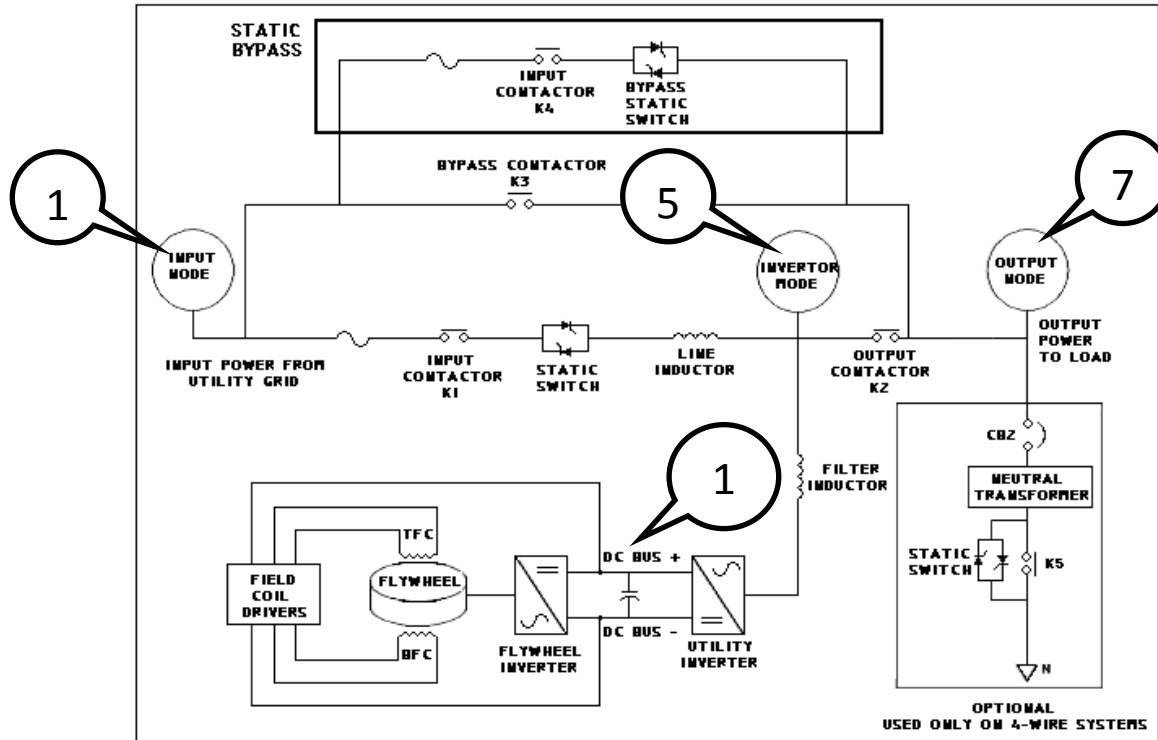 STATIC
BYPASS
INPUT
CONTACTOR
K4
BYPASS
STATIC
SWITCH
BYPASS CONTACTOR
K3
1
5
7
INPUT
NODE
INVERTOR
NODE
OUTPUT
NODE
INPUT POWER FROM
UTILITY GRID
INPUT
CONTACTOR
K1
STATIC
SWITCH
LINE
INDUCTOR
OUTPUT
CONTACTOR
K2
OUTPUT
POWER
TO LOAD
FILTER
INDUCTOR
1
CB2
NEUTRAL
TRANSFORMER
STATIC
SWITCH
K5
N
OPTIONAL
USED ONLY ON 4-WIRE SYSTEMS
FIELD
COIL
DRIVERS
TFC
FLYWHEEL
BFC
FLYWHEEL
INVERTER
DC BUS +
DC BUS -
UTILITY
INVERTER